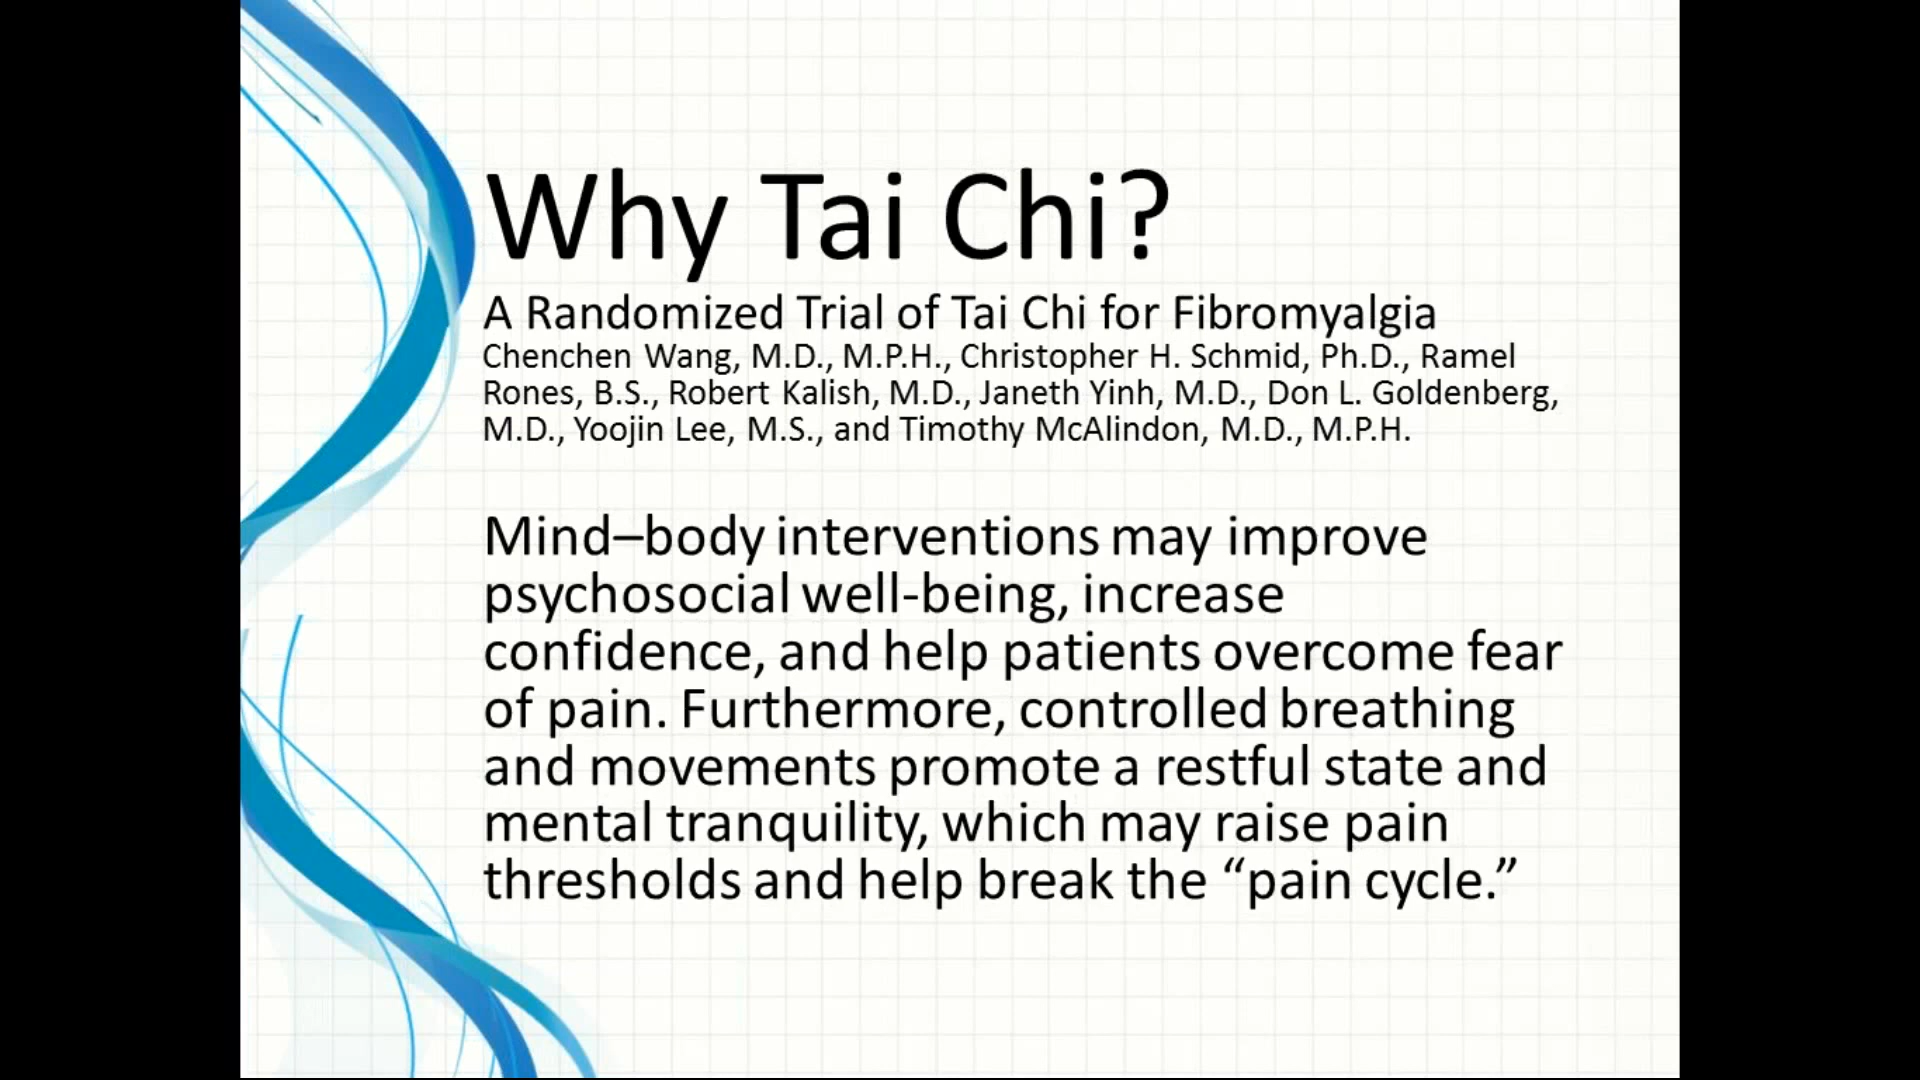 Why Tai Chi?
A Randomized Trial of Tai Chi for Fibromyalgia
Chenchen Wang, M.D., M.P.H., Christopher H. Schmid, Ph.D., Ramel
Rones, B.S., Robert Kalish, M.D., Janeth Yinh, M.D., Don L. Goldenberg,
M.D., Yoojin Lee, M.S., and Timothy McAlindon, M.D., M.P.H.
Mind–body interventions may improve
psychosocial well-being, increase
confidence, and help patients overcome fear
of pain. Furthermore, controlled breathing
and movements promote a restful state and
mental tranquility, which may raise pain
thresholds and help break the “pain cycle.”